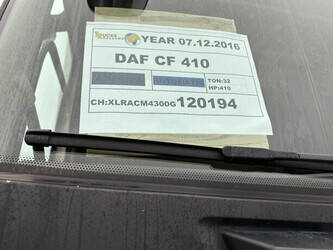 YEAR 07.12.2016
DAF CF 410
TON:32
HP:410
CH:XLRACM4300G120194